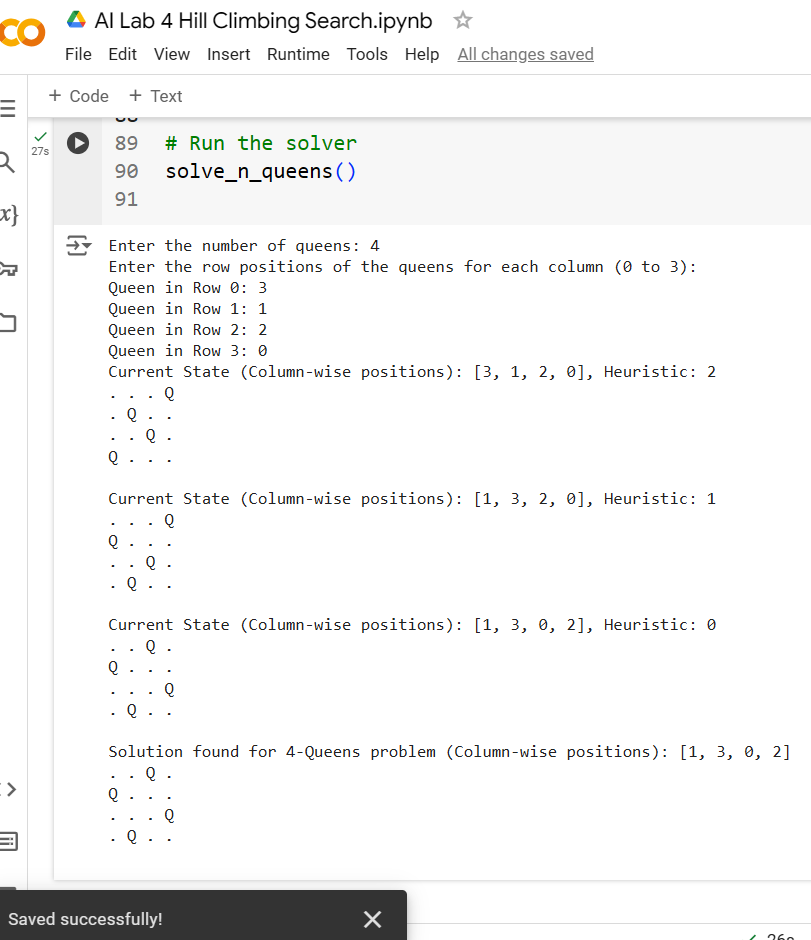 AI Lab 4 Hill Climbing Search.ipynb
File Edit View Insert Runtime Tools Help All changes saved
+ Code + Text
27s
89 # Run the solver
90 solve_n_queens()
91
Enter the number of queens: 4
Enter the row positions of the queens for each column (0 to 3):
Queen in Row 0: 3
Queen in Row 1: 1
Queen in Row 2: 2
Queen in Row 3: 0
Current State (Column-wise positions): [3, 1, 2, 0], Heuristic: 2
. . . Q
. Q . .
. . Q .
Q . . .
Current State (Column-wise positions): [1, 3, 2, 0], Heuristic: 1
. . . Q
Q . . .
. . Q .
. Q . .
Current State (Column-wise positions): [1, 3, 0, 2], Heuristic: 0
. . Q .
Q . . .
. . . Q
. Q . .
Solution found for 4-Queens problem (Column-wise positions): [1, 3, 0, 2]
. . Q .
Q . . .
. . . Q
. Q . .
Saved successfully!